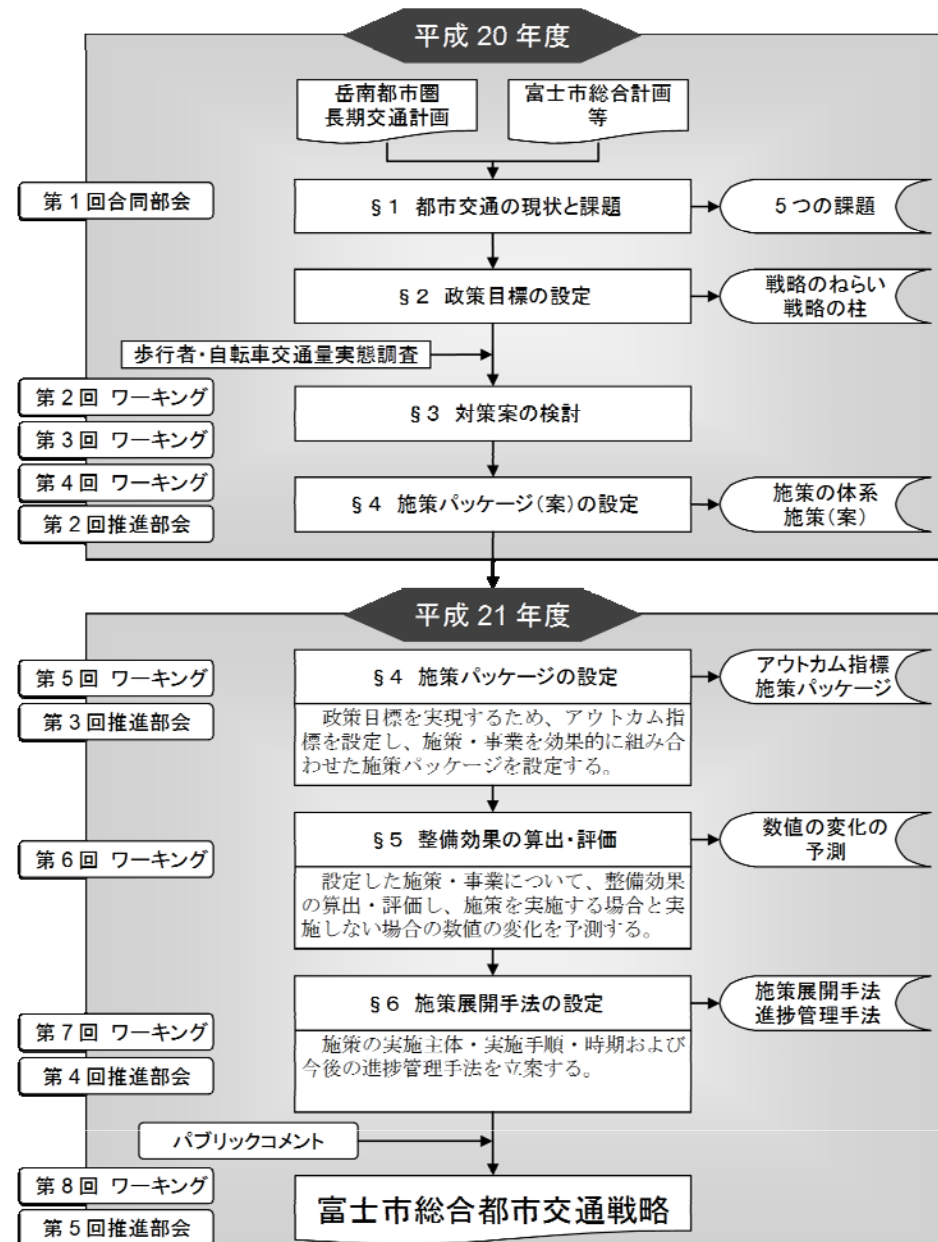 平成 20 年度
岳南都市圏
長期交通計画
富士市総合計画
等
第1回合同部会
§1 都市交通の現状と課題
5つの課題
§2 政策目標の設定
戦略のねらい
戦略の柱
歩行者・自転車交通量実態調査
第2回 ワーキング
§3 対策案の検討
第3回 ワーキング
第4回 ワーキング
§4 施策パッケージ(案)の設定
施策の体系
施策(案)
第2回推進部会
平成 21 年度
第5回 ワーキング
§4 施策パッケージの設定
アウトカム指標
施策パッケージ
第3回推進部会
政策目標を実現するため、アウトカム指
標を設定し、施策・事業を効果的に組み合
わせた施策パッケージを設定する。
§5 整備効果の算出・評価
数値の変化の
予測
第6回 ワーキング
設定した施策・事業について、整備効果
の算出・評価し、施策を実施する場合と実
施しない場合の数値の変化を予測する。
§6 施策展開手法の設定
施策展開手法
進捗管理手法
第7回 ワーキング
施策の実施主体・実施手順・時期および
今後の進捗管理手法を立案する。
第4回推進部会
パブリックコメント
第8回 ワーキング
富士市総合都市交通戦略
第5回推進部会